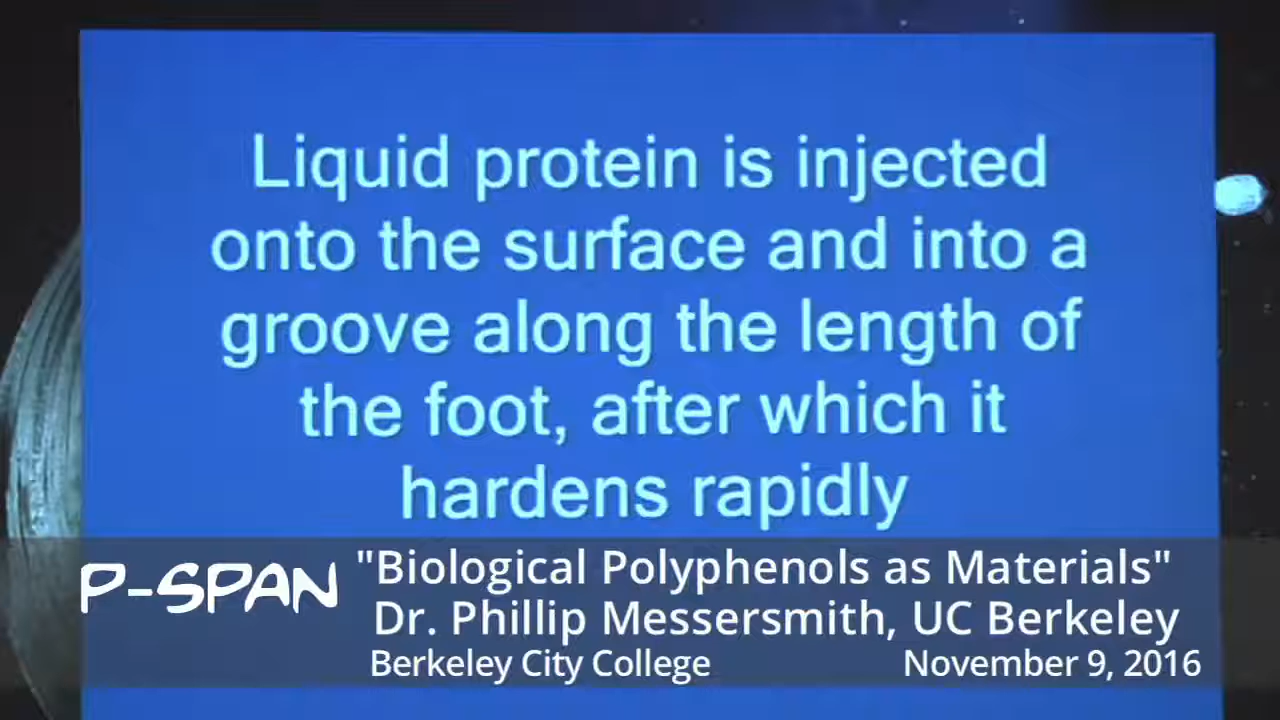 Liquid protein is injected
onto the surface and into a
groove along the length of
the foot, after which it
hardens rapidly
P-SPAN
"Biological Polyphenols as Materials"
Dr. Phillip Messersmith, UC Berkeley
Berkeley City College
November 9, 2016